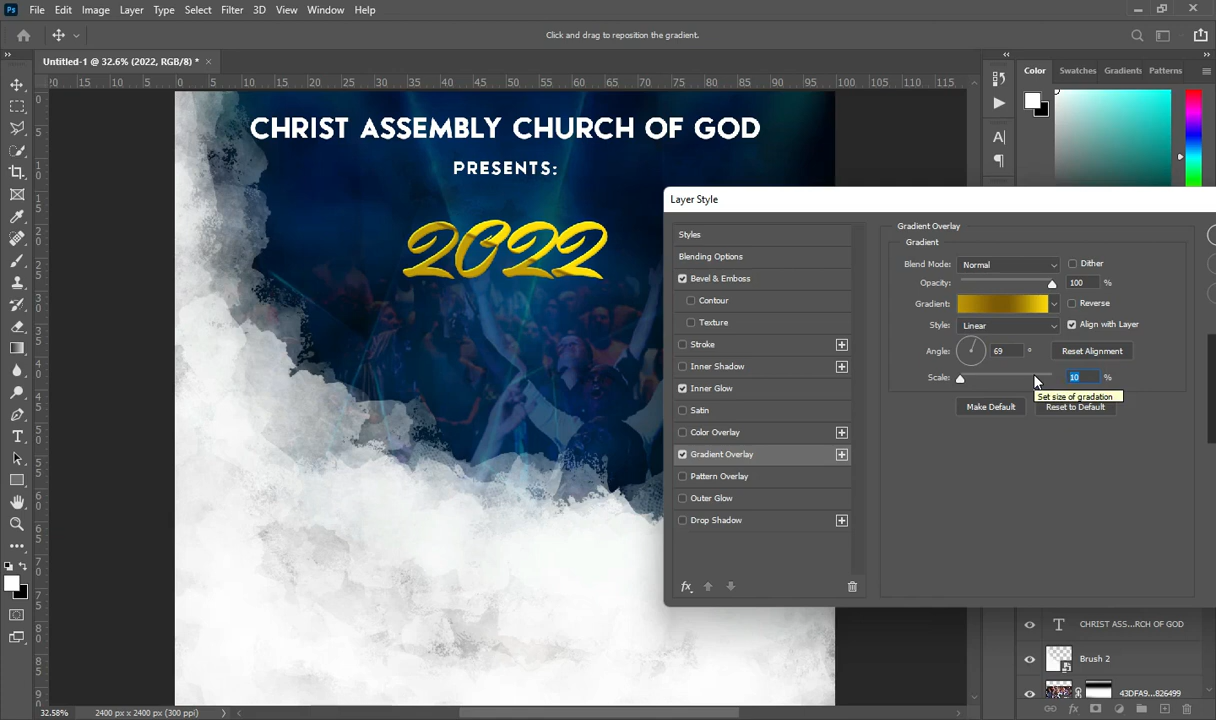 Ps File Edit Image Layer Type Select Filter 3D View Window Help
Click and drag to reposition the gradient.
Untitled-1 @ 32.6% (2022, RGB/8) *
Color Swatches Gradients Patterns
CHRIST ASSEMBLY CHURCH OF GOD
PRESENTS:
2022
Layer Style
Styles
Blending Options
Bevel & Emboss
Contour
Texture
Stroke
Inner Shadow
Inner Glow
Satin
Color Overlay
Gradient Overlay
Pattern Overlay
Outer Glow
Drop Shadow
fx
Gradient Overlay
Gradient
Blend Mode: Normal Dither
Opacity: 100 %
Gradient: Reverse
Style: Linear Align with Layer
Angle: 69 ° Reset Alignment
Scale: 10 %
Set size of gradation
Make Default Reset to Default
CHRIST ASS...RCH OF GOD
Brush 2
43DFA9...826499
32.58% 2400 px x 2400 px (300 ppi)